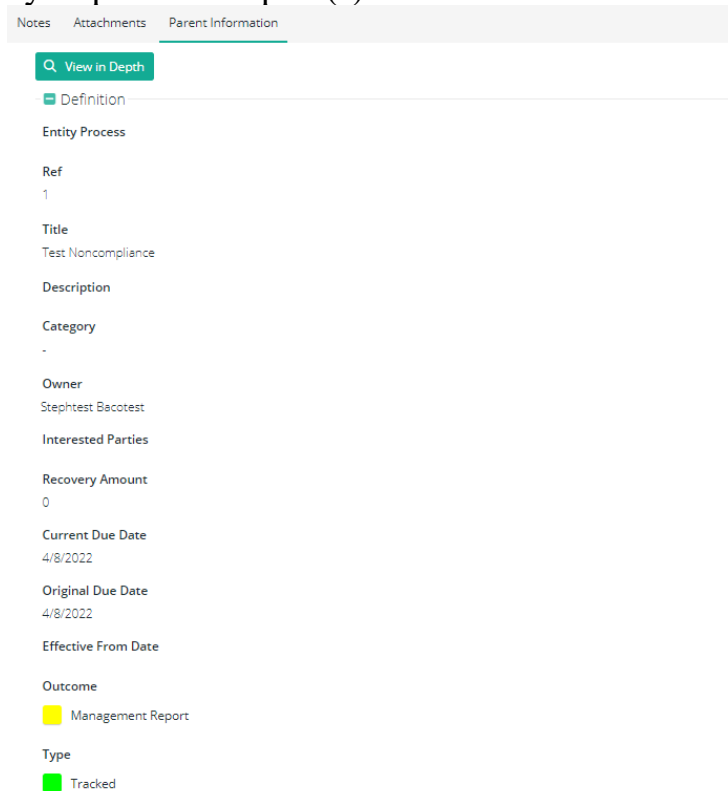 Notes Attachments Parent Information
View in Depth
Definition
Entity Process
Ref
1
Title
Test Noncompliance
Description
Category
-
Owner
Stephtest Bacotest
Interested Parties
Recovery Amount
0
Current Due Date
4/8/2022
Original Due Date
4/8/2022
Effective From Date
Outcome
Management Report
Type
Tracked